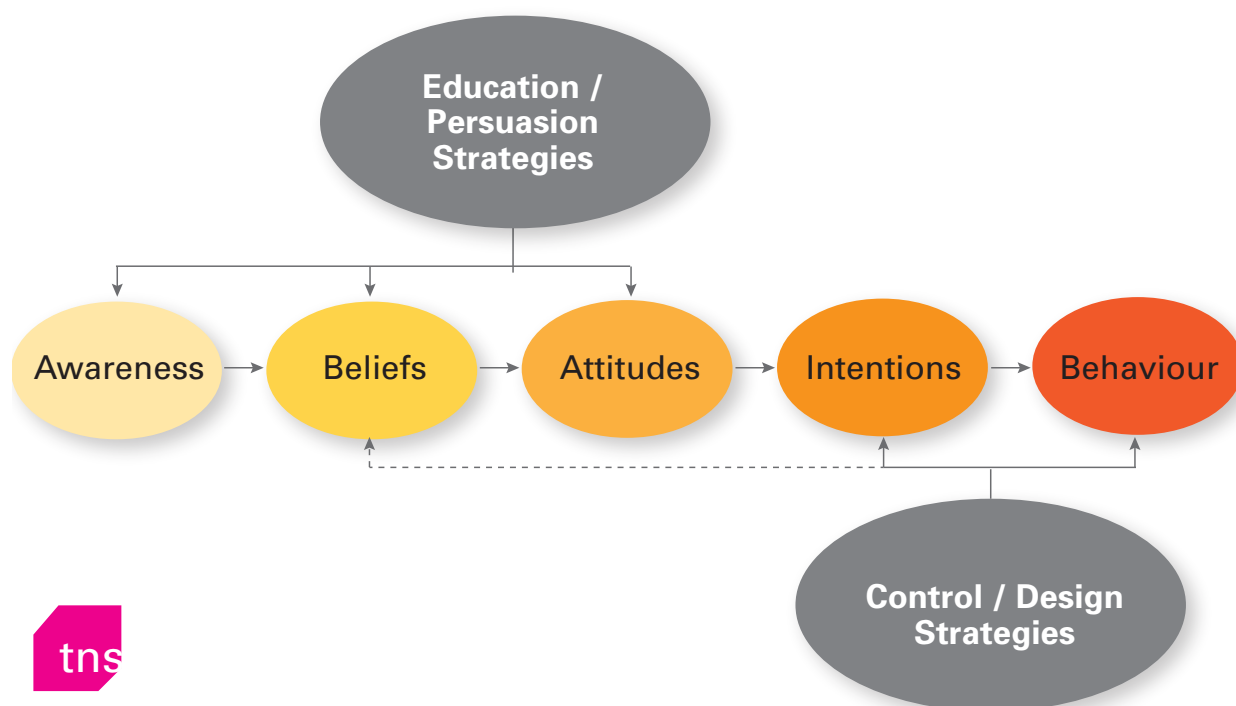 Education /
Persuasion
Strategies
Awareness
Beliefs
Attitudes
Intentions
Behaviour
Control / Design
Strategies
tns